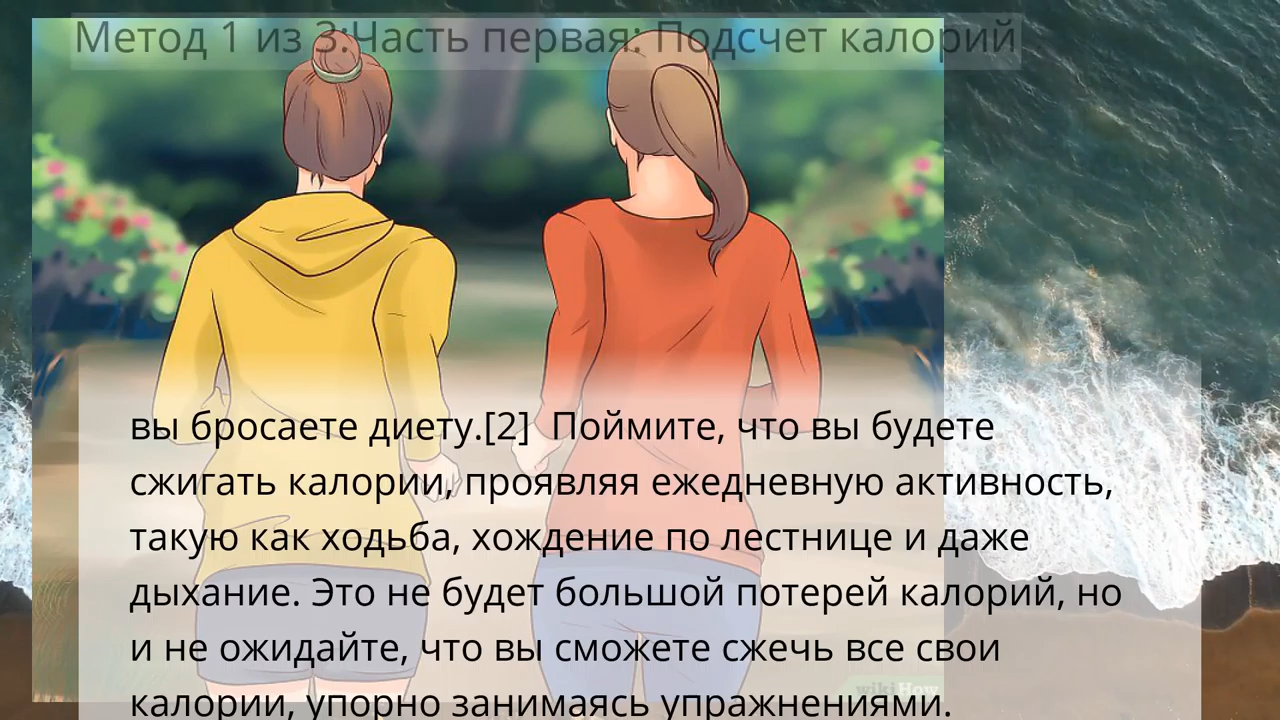 Метод 1 из 3:Часть первая: Подсчет калорий
вы бросаете диету.[2]  Поймите, что вы будете
сжигать калории, проявляя ежедневную активность,
такую как ходьба, хождение по лестнице и даже
дыхание. Это не будет большой потерей калорий, но
и не ожидайте, что вы сможете сжечь все свои
калории, упорно занимаясь упражнениями.
wikiHow